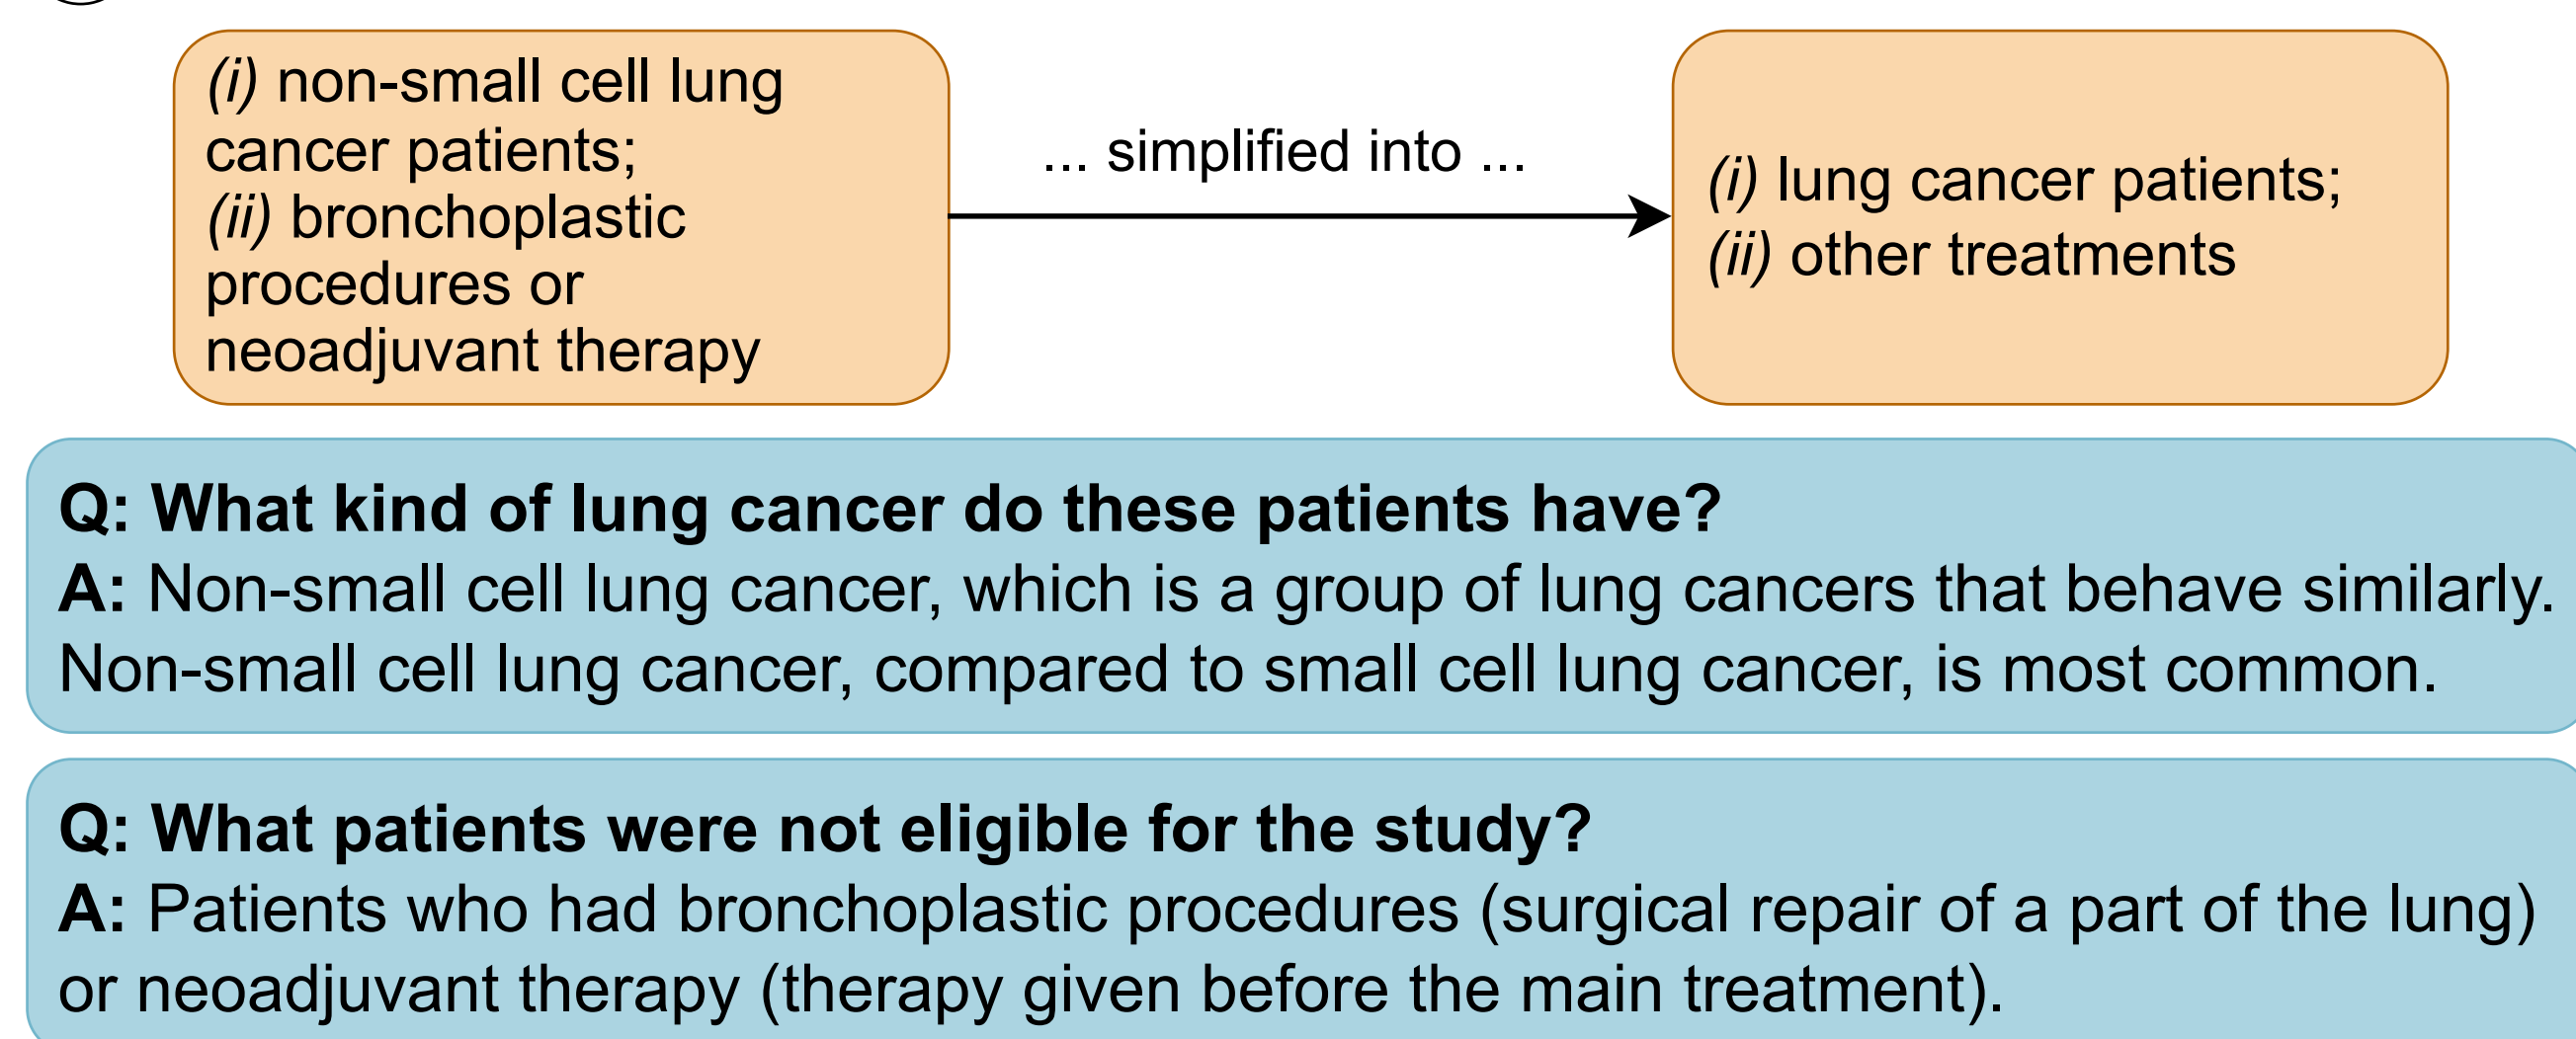 (i) non-small cell lung
cancer patients;
(ii) bronchoplastic
procedures or
neoadjuvant therapy
... simplified into ...
(i) lung cancer patients;
(ii) other treatments
Q: What kind of lung cancer do these patients have?
A: Non-small cell lung cancer, which is a group of lung cancers that behave similarly.
Non-small cell lung cancer, compared to small cell lung cancer, is most common.
Q: What patients were not eligible for the study?
A: Patients who had bronchoplastic procedures (surgical repair of a part of the lung)
or neoadjuvant therapy (therapy given before the main treatment).